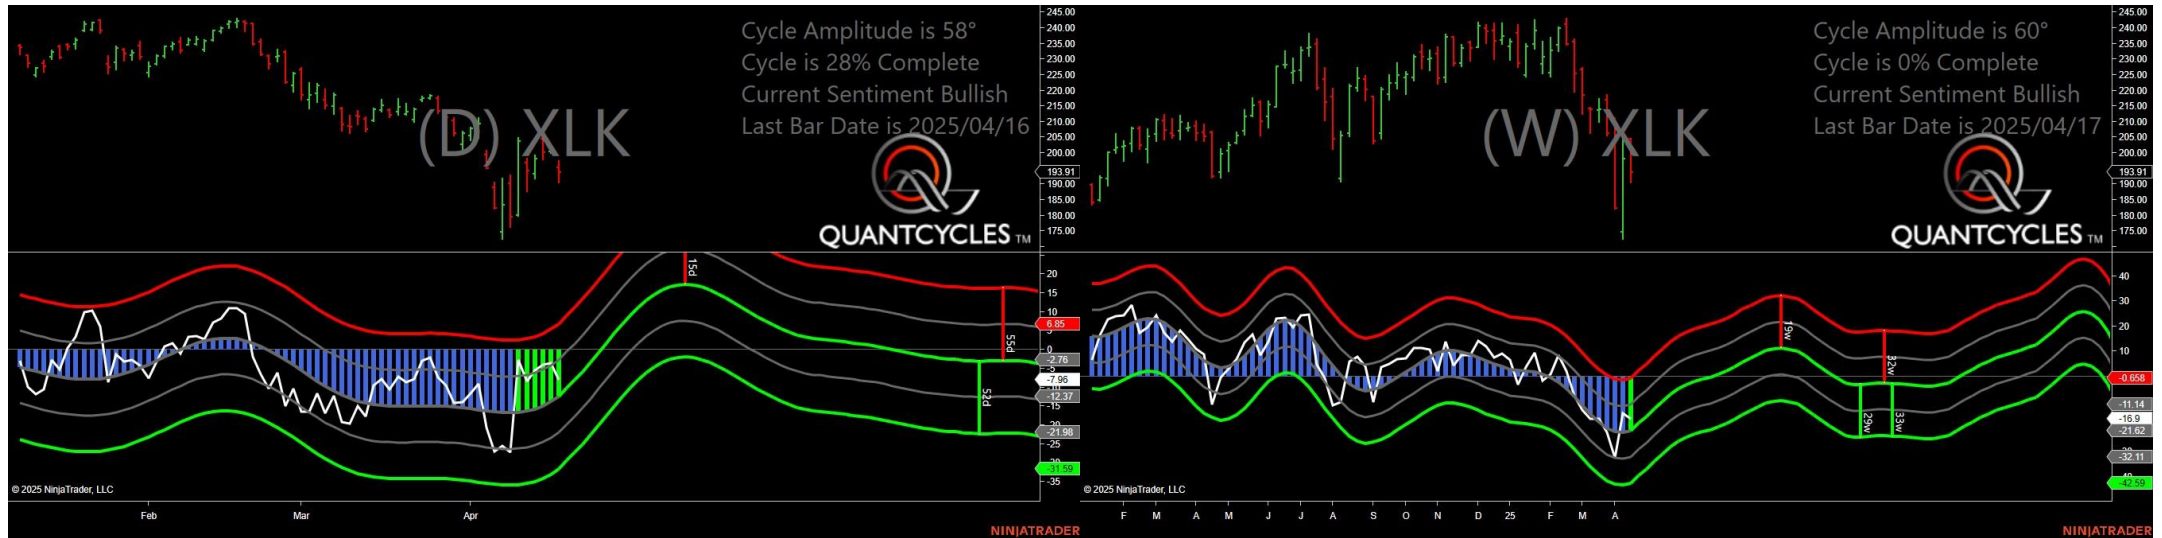 Cycle Amplitude is 58°
Cycle is 28% Complete
Current Sentiment Bullish
Last Bar Date is 2025/04/16
(D) XLK
QUANTCYCLES TM
245.00
240.00
235.00
230.00
225.00
220.00
215.00
210.00
205.00
200.00
193.91
190.00
185.00
180.00
175.00
15d
55d
52d
20
15
10
6.85
5
0
-2.76
-5
-7.96
-12.37
-15
-21.98
-25
-31.59
-35
© 2025 NinjaTrader, LLC
Feb
Mar
Apr
NINJATRADER
Cycle Amplitude is 60°
Cycle is 0% Complete
Current Sentiment Bullish
Last Bar Date is 2025/04/17
(W) XLK
QUANTCYCLES TM
245.00
240.00
235.00
230.00
225.00
220.00
215.00
210.00
205.00
200.00
193.91
190.00
185.00
180.00
175.00
19w
32w
29w
33w
40
30
20
10
-0.658
-11.14
-16.9
-21.62
-32.11
-42.59
© 2025 NinjaTrader, LLC
F M A M J J A S O N D 25 F M A
NINJATRADER